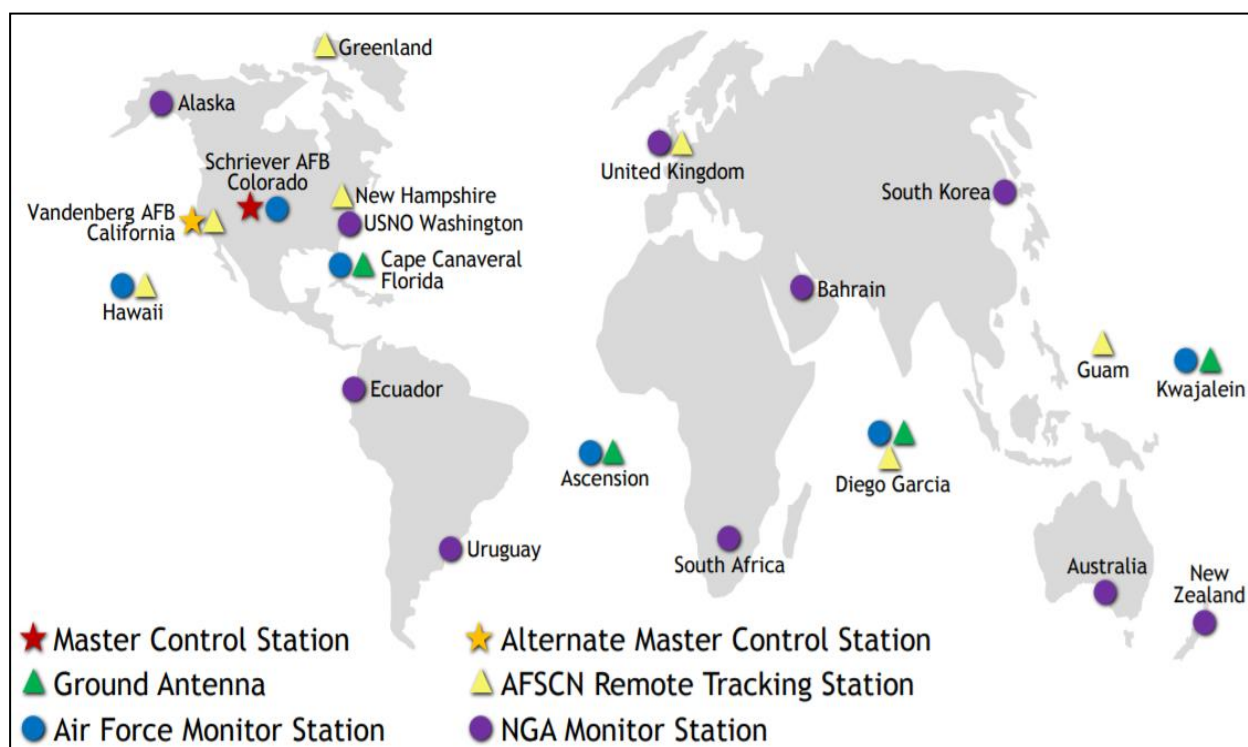 Greenland
Alaska
Schriever AFB
Colorado
United Kingdom
New Hampshire
South Korea
Vandenberg AFB
California
USNO Washington
Cape Canaveral
Florida
Bahrain
Hawaii
Guam
Kwajalein
Ecuador
Ascension
Diego Garcia
Uruguay
South Africa
Australia
New
Zealand
Master Control Station
Alternate Master Control Station
Ground Antenna
AFSCN Remote Tracking Station
Air Force Monitor Station
NGA Monitor Station